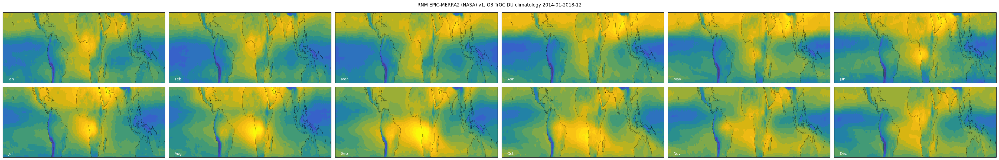 RNM EPIC-MERRA2 (NASA) v1, O3 TrOC DU climatology 2014-01-2018-12
Jan
Feb
Mar
Apr
May
Jun
Jul
Aug
Sep
Oct
Nov
Dec